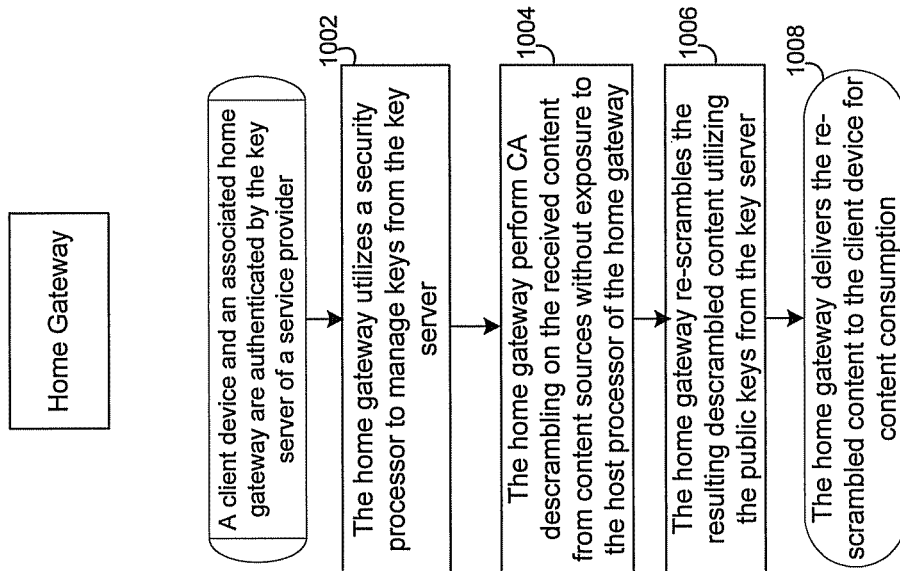 Home Gateway
A client device and an associated home
gateway are authenticated by the key
server of a service provider
1002
The home gateway utilizes a security
processor to manage keys from the key
server
1004
The home gateway perform CA
descrambling on the received content
from content sources without exposure to
the host processor of the home gateway
1006
The home gateway re-scrambles the
resulting descrambled content utilizing
the public keys from the key server
1008
The home gateway delivers the re-
scrambled content to the client device for
content consumption